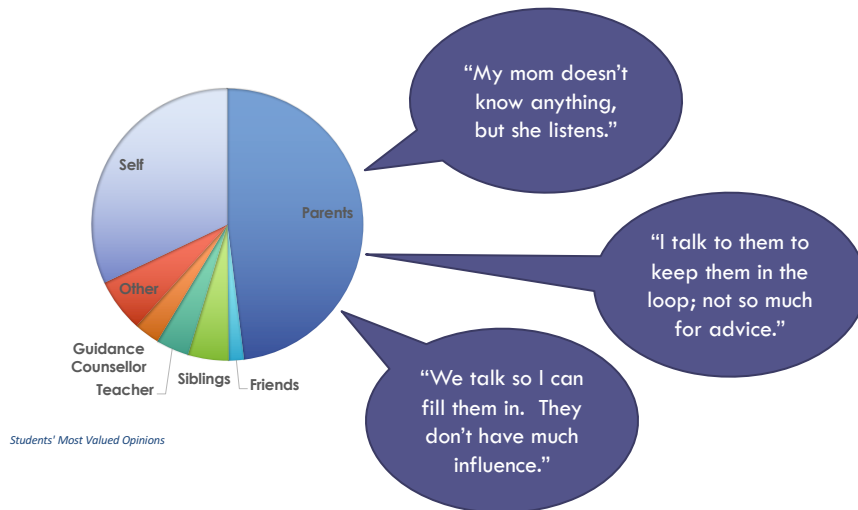 “My mom doesn’t
know anything,
but she listens.”
Self
Parents
“I talk to them to
keep them in the
loop; not so much
for advice.”
Other
Guidance
Counsellor
Teacher
Siblings
Friends
“We talk so I can
fill them in.  They
don’t have much
influence.”
Students' Most Valued Opinions